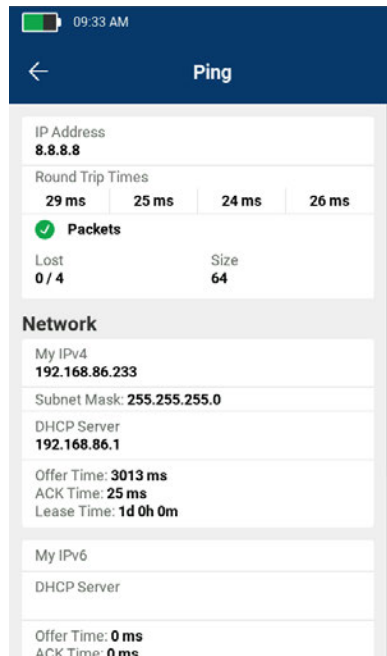 09:33 AM
Ping
IP Address
8.8.8.8
Round Trip Times
29 ms 25 ms 24 ms 26 ms
Packets
Lost Size
0 / 4 64
Network
My IPv4
192.168.86.233
Subnet Mask: 255.255.255.0
DHCP Server
192.168.86.1
Offer Time: 3013 ms
ACK Time: 25 ms
Lease Time: 1d 0h 0m
My IPv6
DHCP Server
Offer Time: 0 ms
ACK Time: 0 ms